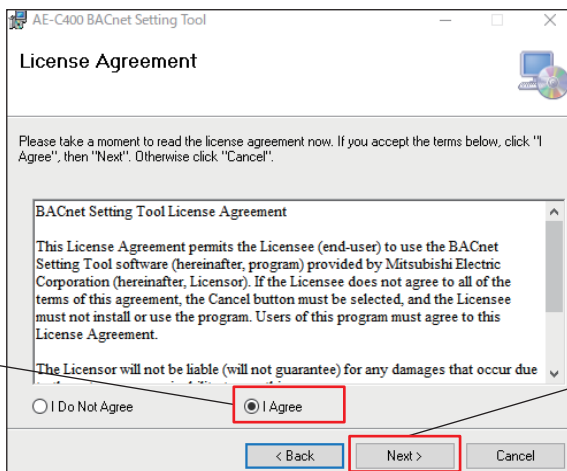 AE-C400 BACnet Setting Tool
License Agreement
Please take a moment to read the license agreement now. If you accept the terms below, click "I
Agree", then "Next". Otherwise click "Cancel".
BACnet Setting Tool License Agreement
This License Agreement permits the Licensee (end-user) to use the BACnet
Setting Tool software (hereinafter, program) provided by Mitsubishi Electric
Corporation (hereinafter, Licensor). If the Licensee does not agree to all of the
terms of this agreement, the Cancel button must be selected, and the Licensee
must not install or use the program. Users of this program must agree to this
License Agreement.
The Licensor will not be liable (will not guarantee) for any damages that occur due
I Do Not Agree
I Agree
< Back
Next >
Cancel